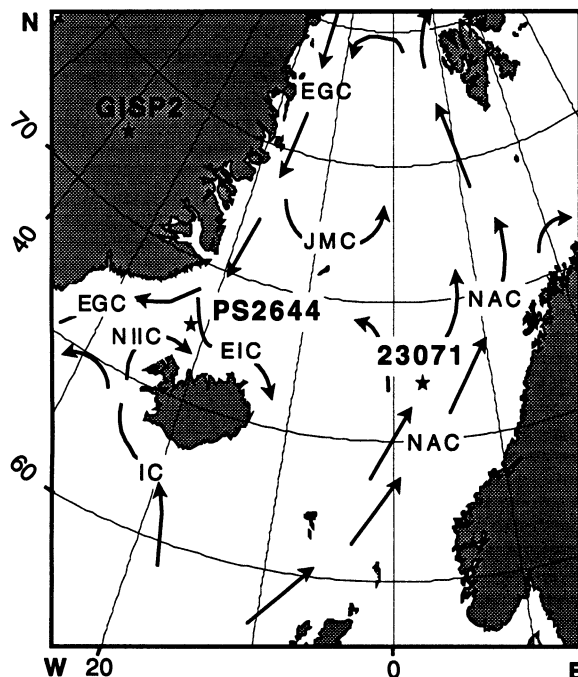 N
EGC
GISP2
70
40
JMC
EGC
PS2644
NAC
NIIC
EIC
23071
NAC
60
IC
W 20 0 E